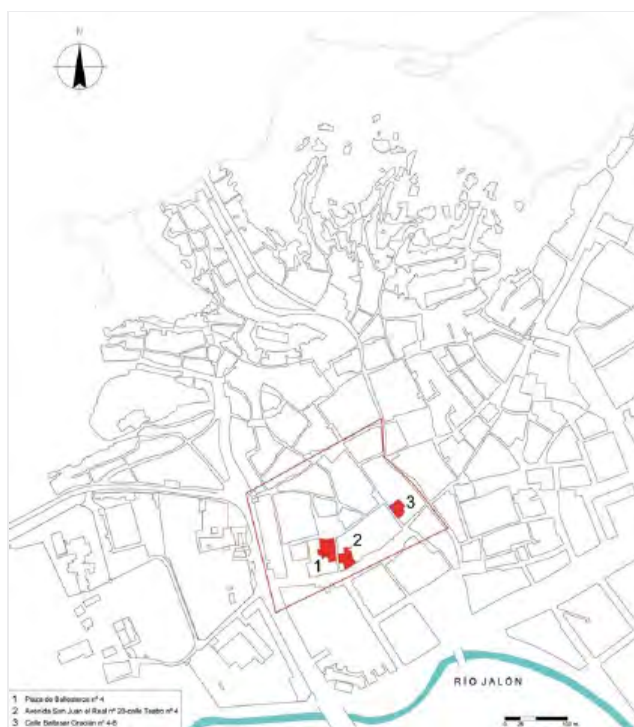 N
3
2
1
RÍO JALÓN
1 Plaza de Ballesteros nº 4
2 Avenida San Juan el Real nº 20-calle Teatro nº 4
3 Calle Baltasar Gracián nº 4-6
0